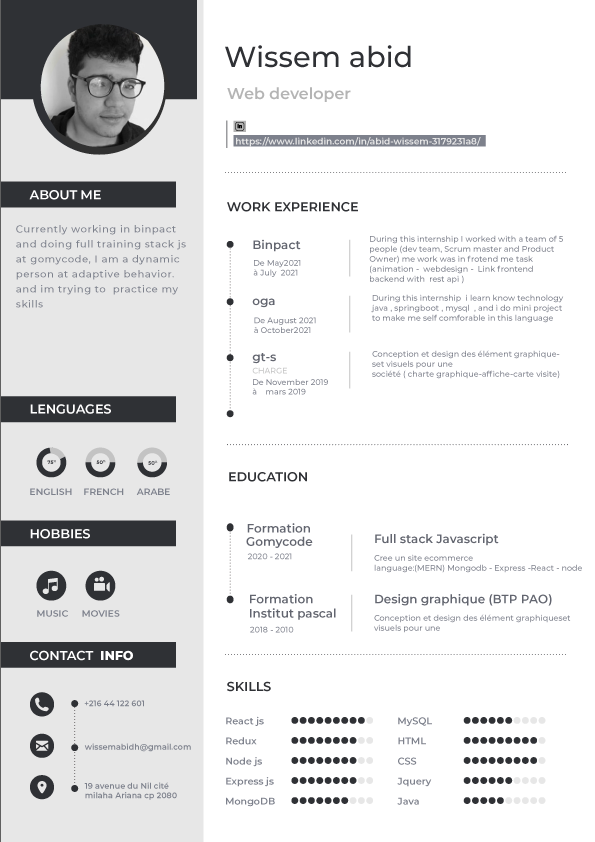 Wissem abid
Web developer
in
https://www.linkedin.com/in/abid-wissem-3179231a8/
ABOUT ME
Currently working in binpact
and doing full training stack js
at gomycode, I am a dynamic
person at adaptive behavior.
and im trying to practice my
skills
LENGUAGES
75°
50°
50°
ENGLISH
FRENCH
ARABE
HOBBIES
MUSIC
MOVIES
CONTACT INFO
+216 44 122 601
wissemabidh@gmail.com
19 avenue du Nil cité
milaha Ariana cp 2080
WORK EXPERIENCE
Binpact
De May2021
à July 2021
During this internship I worked with a team of 5
people (dev team, Scrum master and Product
Owner) me work was in frotend me task
(animation - webdesign - Link frontend
backend with rest api )
oga
De August 2021
à October2021
During this internship i learn know technology
java , springboot , mysql , and i do mini project
to make me self comforable in this language
gt-s
CHARGE
De November 2019
à mars 2019
Conception et design des élément graphique-
set visuels pour une
société ( charte graphique-affiche-carte visite)
EDUCATION
Formation
Gomycode
2020 - 2021
Full stack Javascript
Cree un site ecommerce
language:(MERN) Mongodb - Express -React - node
Formation
Institut pascal
2018 - 2010
Design graphique (BTP PAO)
Conception et design des élément graphiqueset
visuels pour une
SKILLS
React js
Redux
Node js
Express js
MongoDB
MySQL
HTML
CSS
Jquery
Java